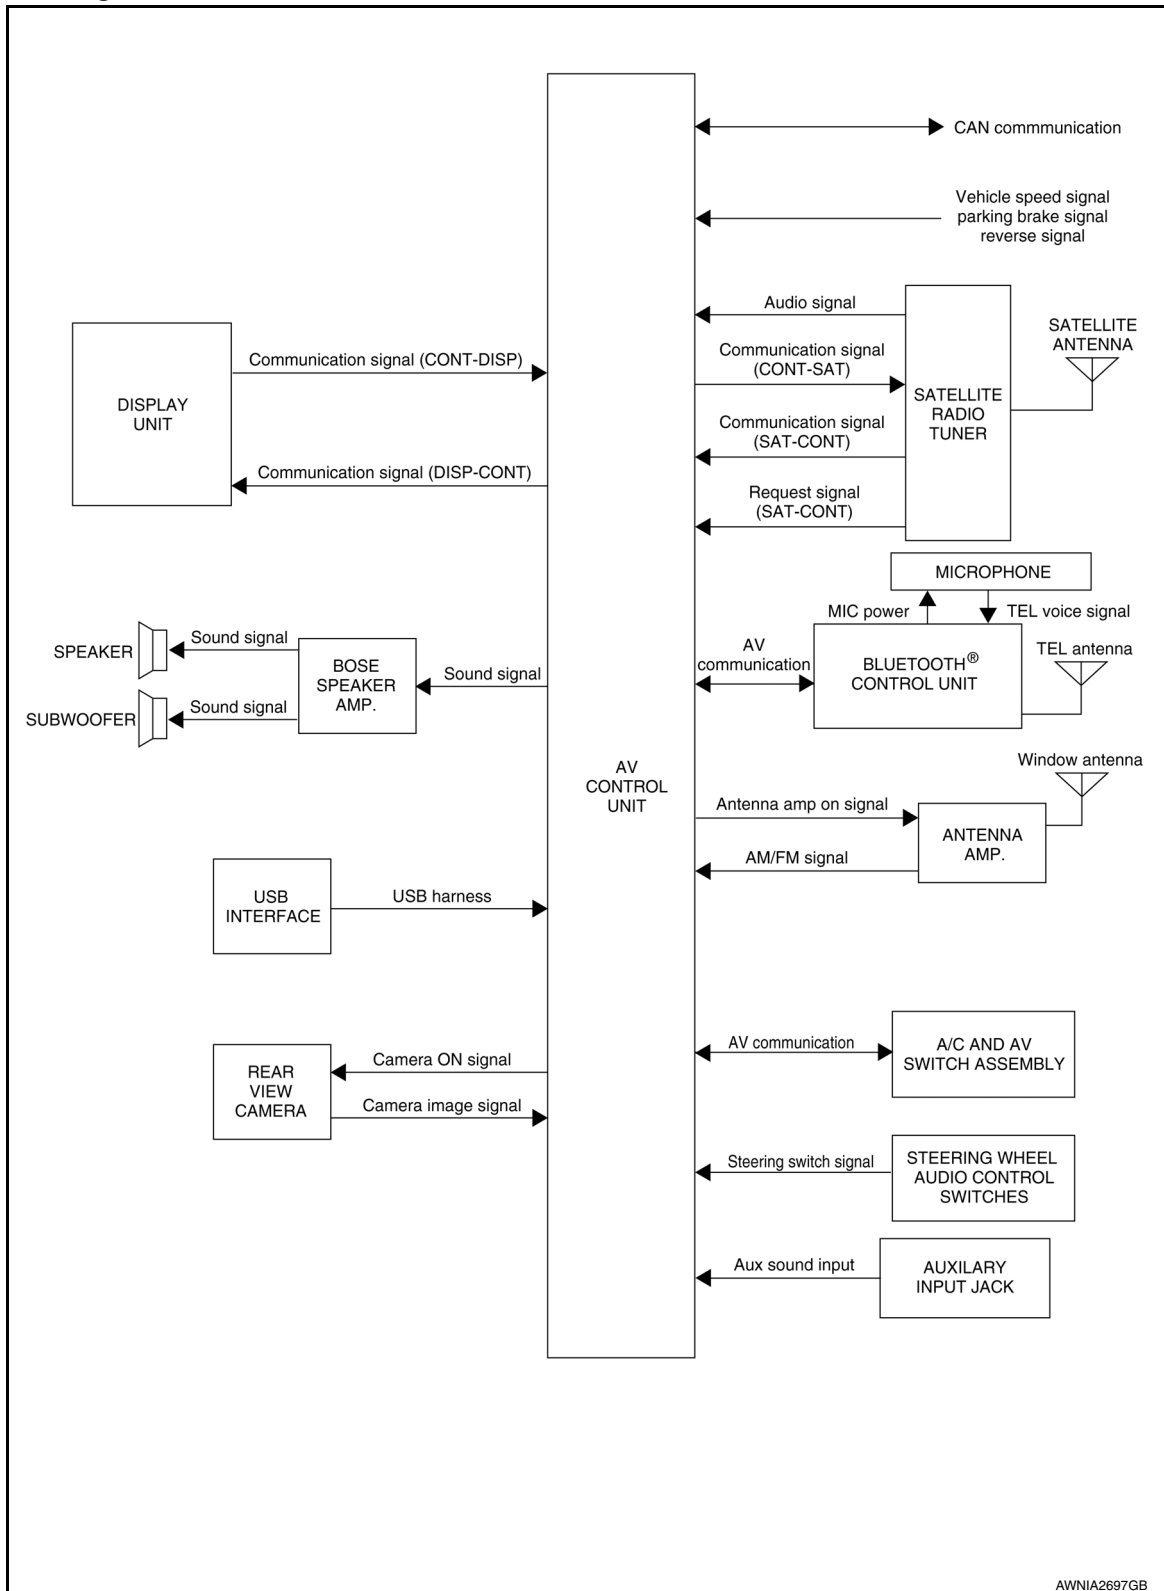 CAN commmunication
Vehicle speed signal
parking brake signal
reverse signal
Audio signal
Communication signal
(CONT-SAT)
Communication signal
(SAT-CONT)
Request signal
(SAT-CONT)
SATELLITE
RADIO
TUNER
SATELLITE
ANTENNA
DISPLAY
UNIT
Communication signal (CONT-DISP)
Communication signal (DISP-CONT)
MICROPHONE
MIC power
TEL voice signal
AV
communication
BLUETOOTH®
CONTROL UNIT
TEL antenna
SPEAKER
Sound signal
SUBWOOFER
Sound signal
BOSE
SPEAKER
AMP.
Sound signal
AV
CONTROL
UNIT
Window antenna
Antenna amp on signal
AM/FM signal
ANTENNA
AMP.
USB
INTERFACE
USB harness
REAR
VIEW
CAMERA
Camera ON signal
Camera image signal
AV communication
A/C AND AV
SWITCH ASSEMBLY
Steering switch signal
STEERING WHEEL
AUDIO CONTROL
SWITCHES
Aux sound input
AUXILARY
INPUT JACK
AWNIA2697GB